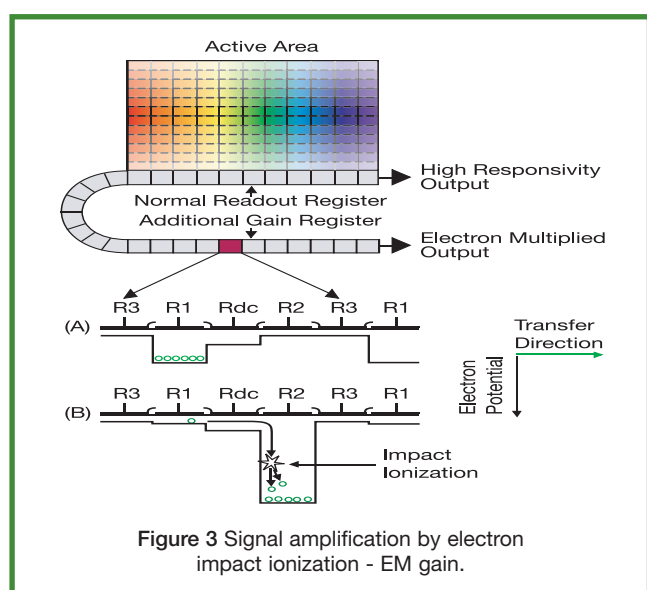 Active Area
High Responsivity
Output
Normal Readout Register
Additional Gain Register
Electron Multiplied
Output
R3 R1 Rdc R2 R3 R1
(A)
Transfer
Direction
Electron
Potential
R3 R1 Rdc R2 R3 R1
(B)
Impact
Ionization
Figure 3 Signal amplification by electron
impact ionization - EM gain.